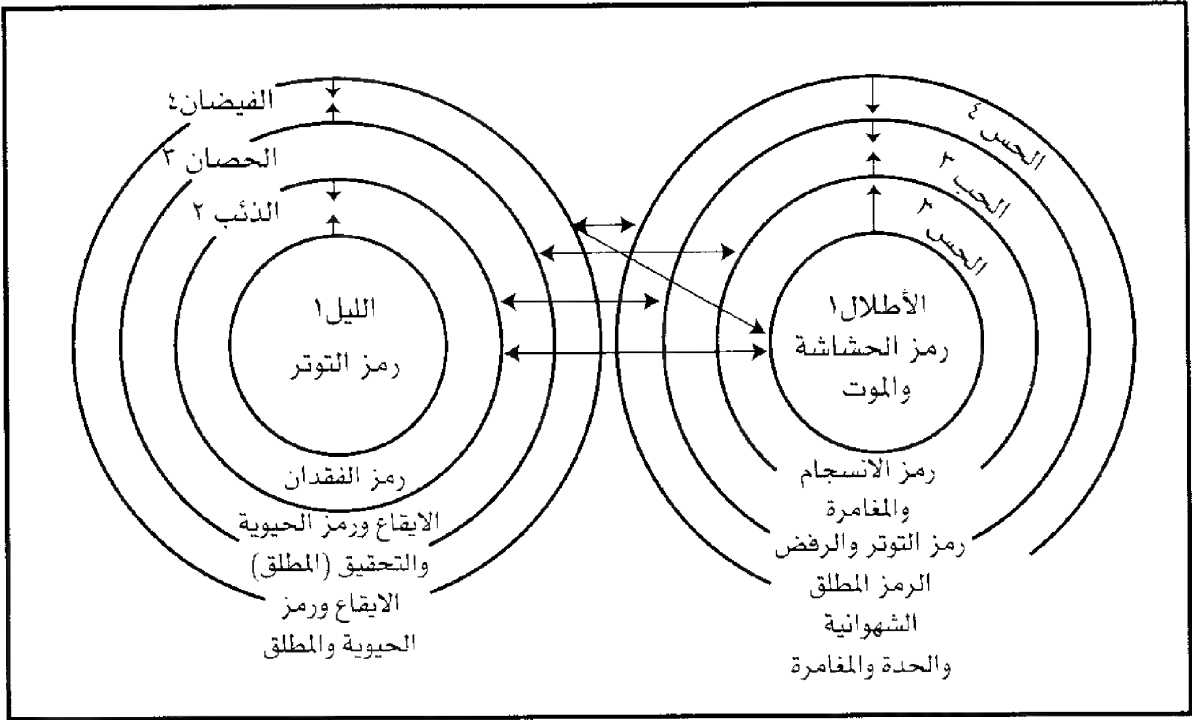 الحس ٤
الحب ٣
الحس ٢
الأطلال١
رمز الحشاشة
والموت
رمز الانسجام
والمغامرة
رمز التوتر والرفض
الرمز المطلق
الشهوانية
والحدة والمغامرة
الفيضان٤
الحصان ٣
الذئب ٢
الليل١
رمز التوتر
رمز الفقدان
الايقاع ورمز الحيوية
والتحقيق (المطلق)
الايقاع ورمز
الحيوية والمطلق